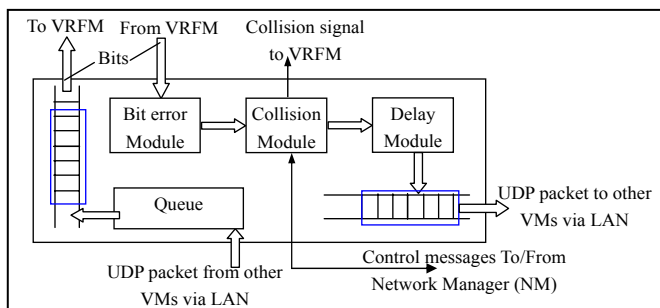 To VRFM
From VRFM
Collision signal
to VRFM
Bits
Bit error
Module
Collision
Module
Delay
Module
Queue
UDP packet to other
VMs via LAN
UDP packet from other
VMs via LAN
Control messages To/From
Network Manager (NM)